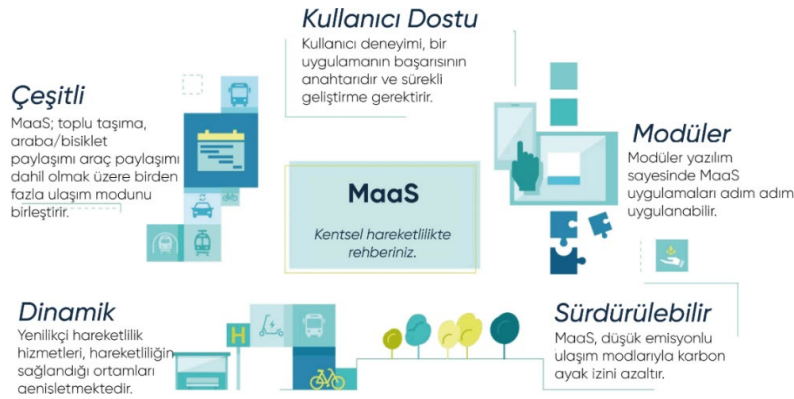 Kullanıcı Dostu
Kullanıcı deneyimi, bir
uygulamanın başarısının
anahtarıdır ve sürekli
geliştirme gerektirir.
Çeşitli
MaaS; toplu taşıma,
araba/bisiklet
paylaşımı araç paylaşımı
dahil olmak üzere birden
fazla ulaşım modunu
birleştirir.
MaaS
Kentsel hareketlilikte
rehberiniz.
Modüler
Modüler yazılım
sayesinde MaaS
uygulamaları adım adım
uygulanabilir.
Dinamik
Yenilikçi hareketlilik
hizmetleri, hareketliliğin
sağlandığı ortamları
genişletmektedir.
H
Sürdürülebilir
MaaS, düşük emisyonlu
ulaşım modlarıyla karbon
ayak izini azaltır.